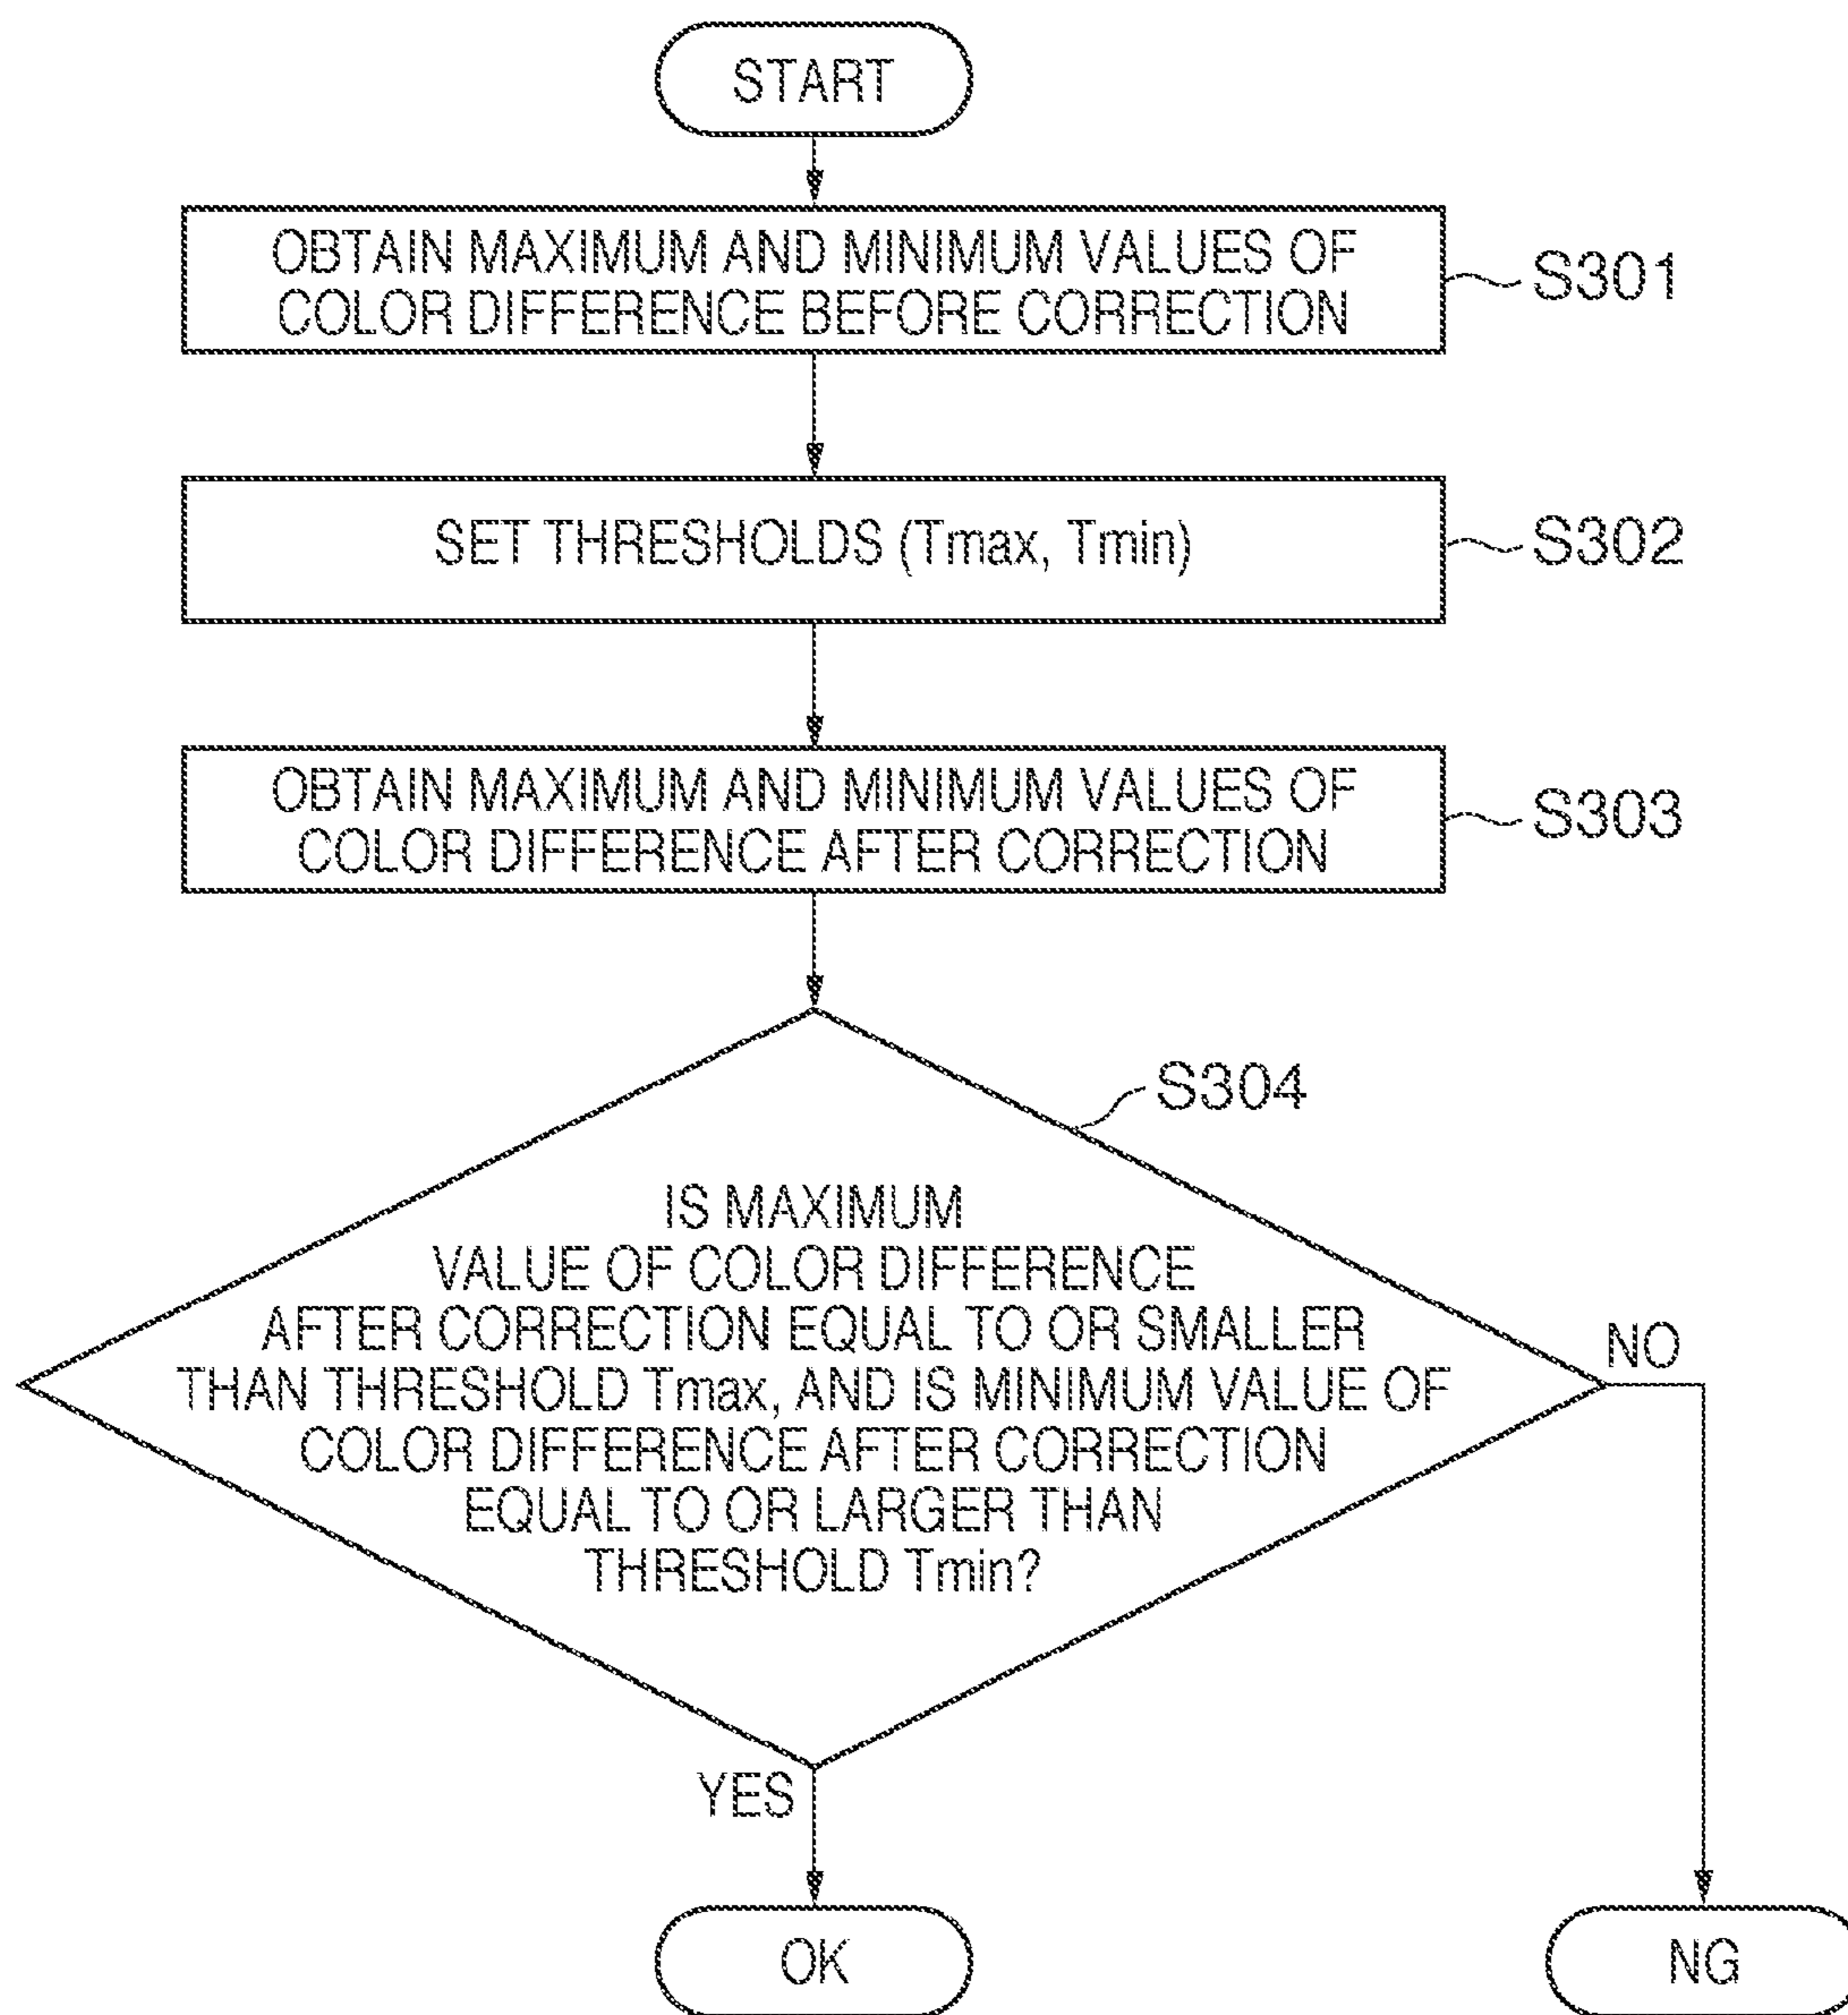 START
OBTAIN MAXIMUM AND MINIMUM VALUES OF
COLOR DIFFERENCE BEFORE CORRECTION
S301
SET THRESHOLDS (Tmax, Tmin)
S302
OBTAIN MAXIMUM AND MINIMUM VALUES OF
COLOR DIFFERENCE AFTER CORRECTION
S303
S304
IS MAXIMUM
VALUE OF COLOR DIFFERENCE
AFTER CORRECTION EQUAL TO OR SMALLER
THAN THRESHOLD Tmax, AND IS MINIMUM VALUE OF
COLOR DIFFERENCE AFTER CORRECTION
EQUAL TO OR LARGER THAN
THRESHOLD Tmin?
NO
YES
OK
NG